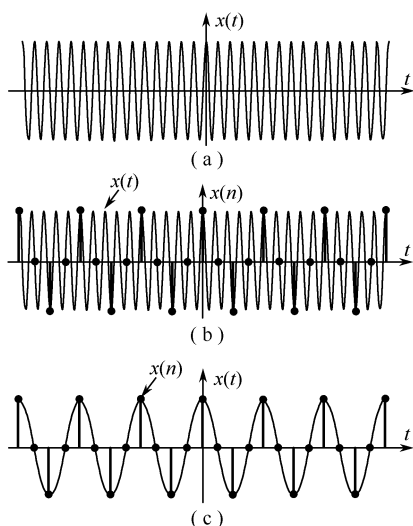 x(t)
t
( a )
x(t)
x(n)
t
( b )
x(n)
x(t)
t
( c )